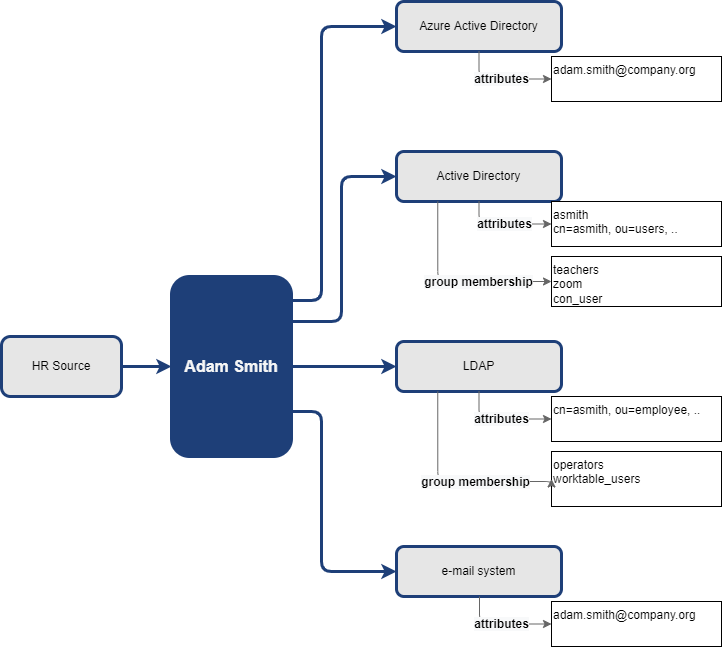 Azure Active Directory
attributes
adam.smith@company.org
Active Directory
attributes
asmith
cn=asmith, ou=users, ..
group membership
teachers
zoom
con_user
HR Source
Adam Smith
LDAP
attributes
cn=asmith, ou=employee, ..
group membership
operators
worktable_users
e-mail system
attributes
adam.smith@company.org